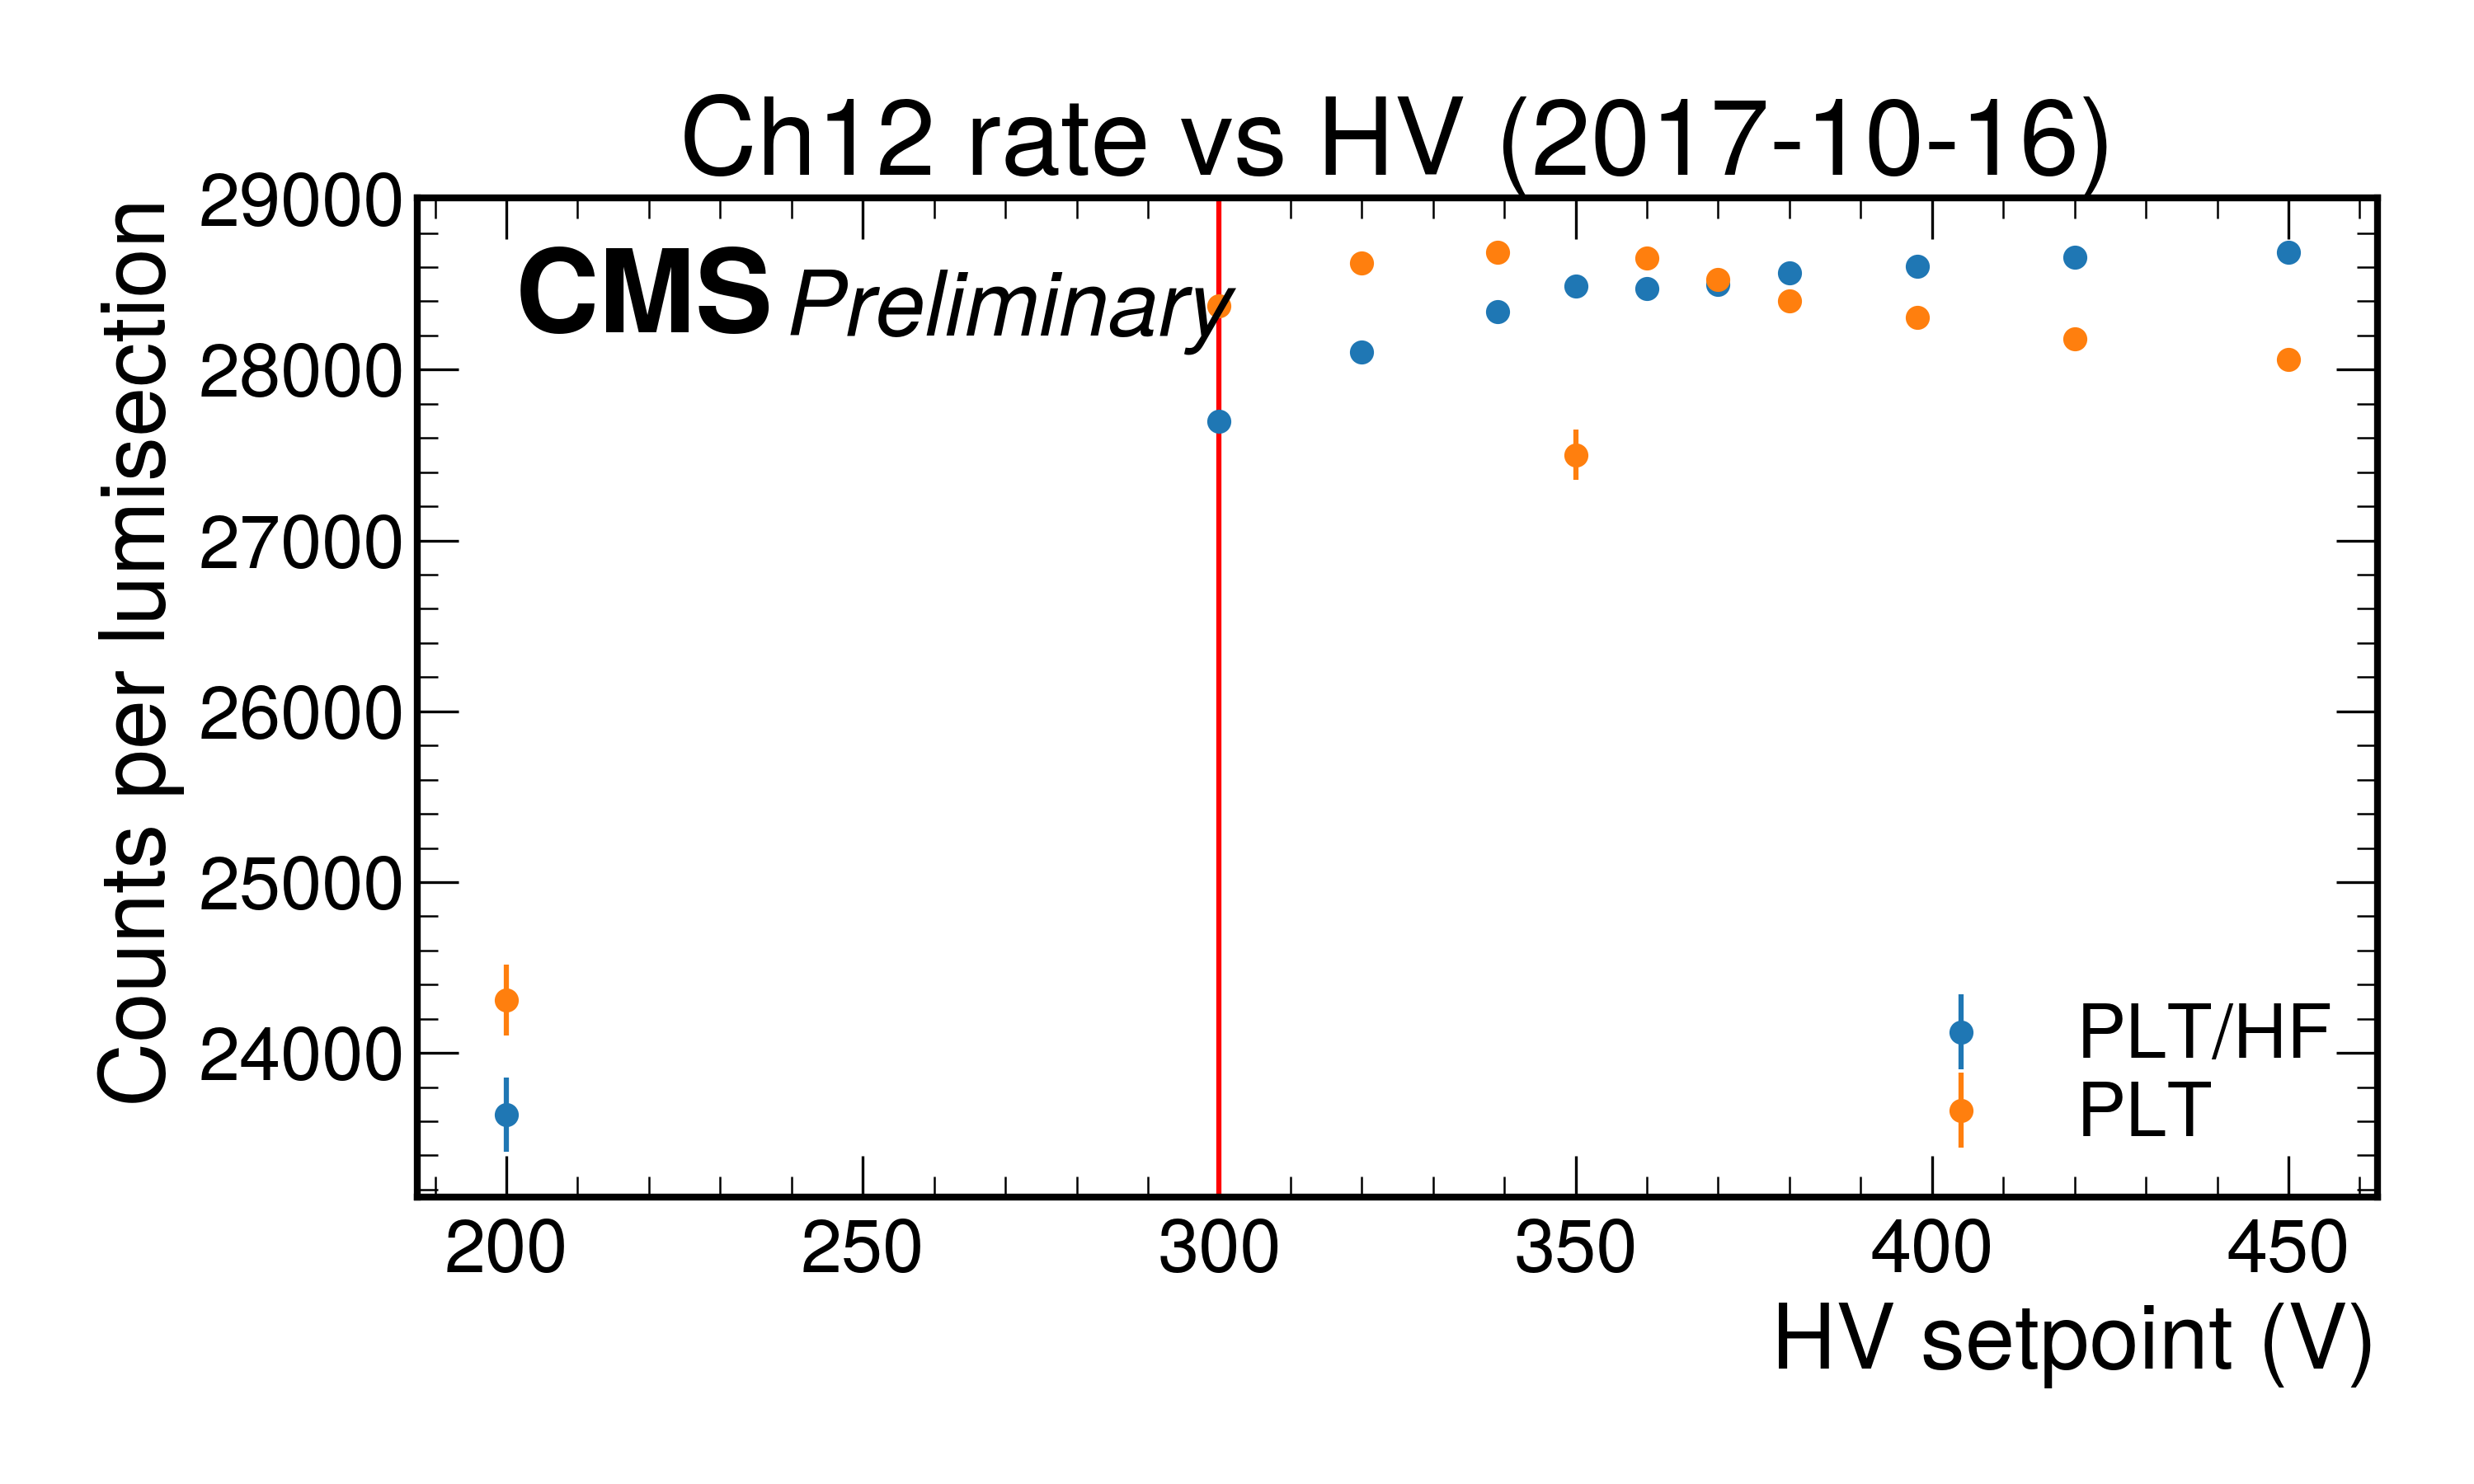 Ch12 rate vs HV (2017-10-16)
CMS Preliminary
Counts per lumisection
29000
28000
27000
26000
25000
24000
PLT/HF
PLT
200 250 300 350 400 450
HV setpoint (V)